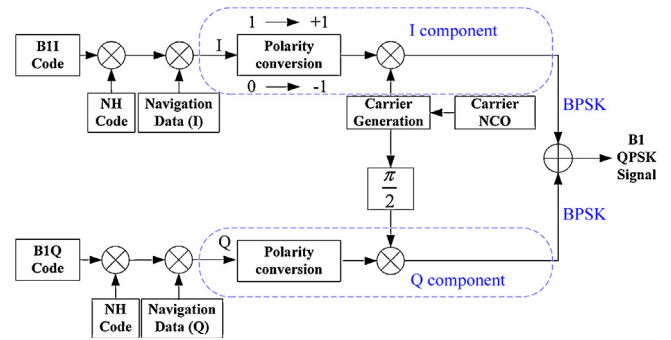 1 → +1
I component
B1I
Code
I
Polarity
conversion
0 → -1
NH
Code
Navigation
Data (I)
Carrier
Generation
Carrier
NCO
BPSK
B1
QPSK
Signal
π
2
BPSK
B1Q
Code
Q
Polarity
conversion
Q component
NH
Code
Navigation
Data (Q)